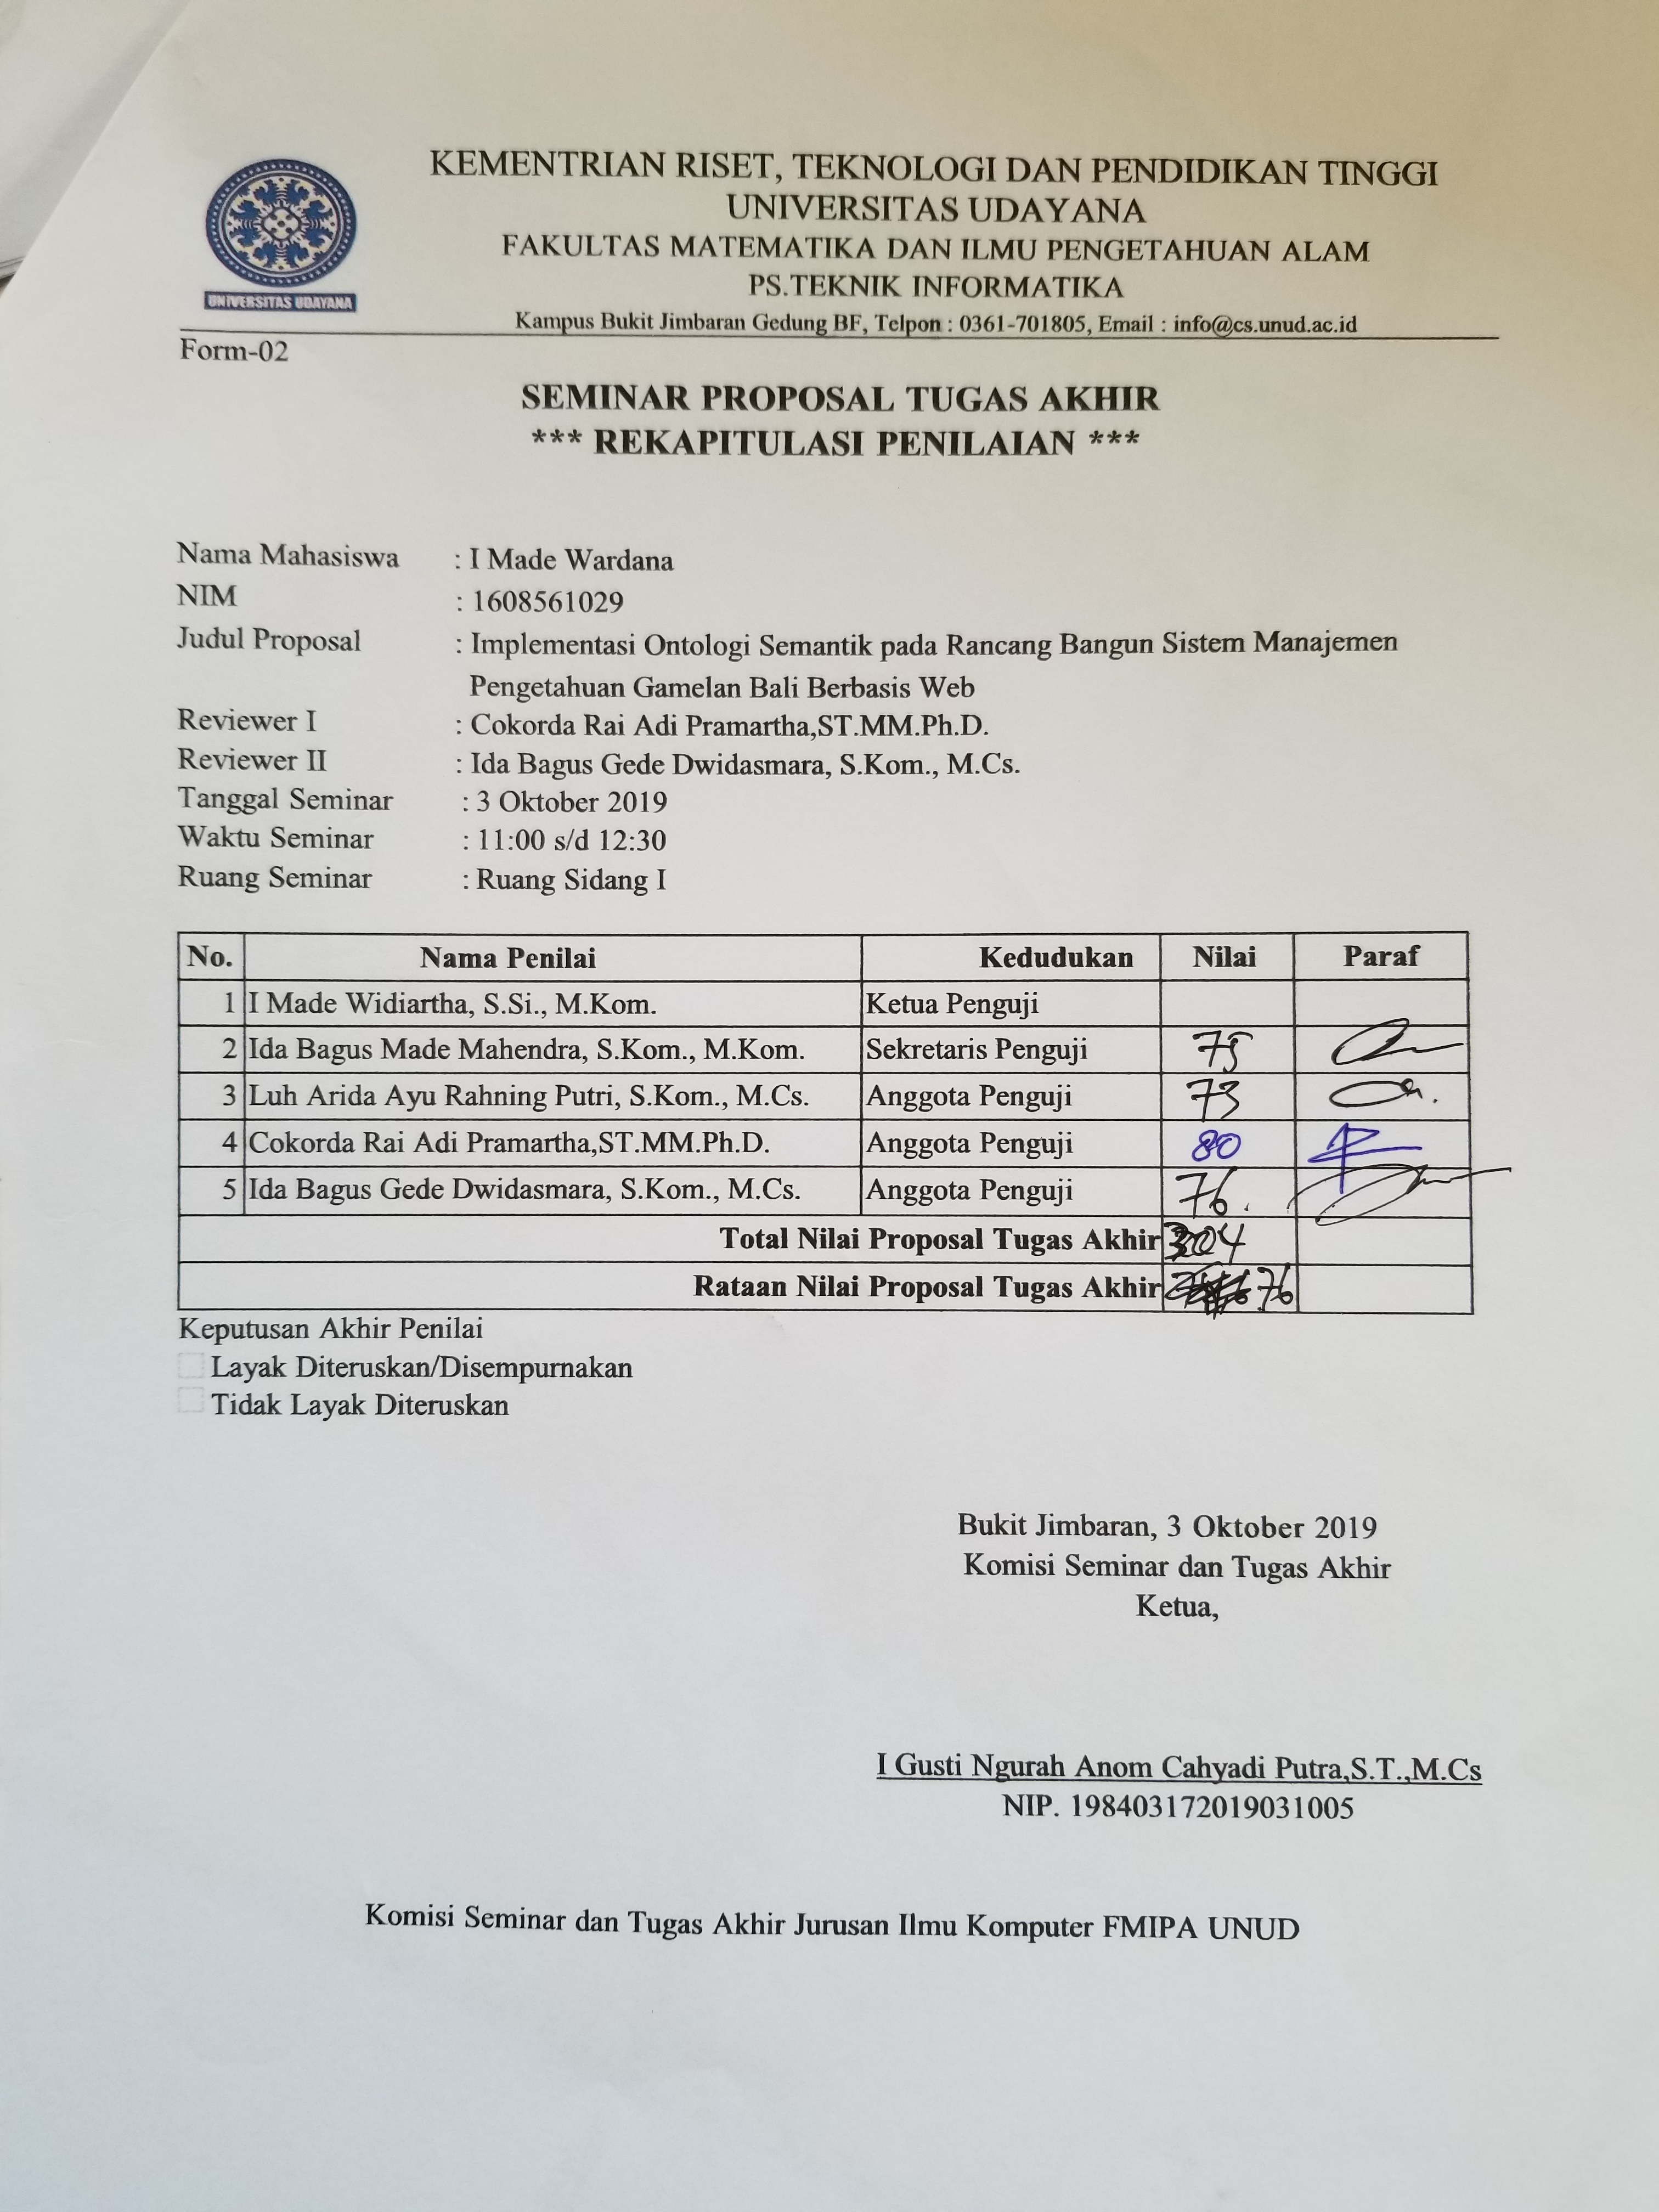 KEMENTRIAN RISET, TEKNOLOGI DAN PENDIDIKAN TINGGI
UNIVERSITAS UDAYANA
FAKULTAS MATEMATIKA DAN ILMU PENGETAHUAN ALAM
PS.TEKNIK INFORMATIKA
Kampus Bukit Jimbaran Gedung BF, Telpon : 0361-701805, Email : info@cs.unud.ac.id
UNIVERSITAS UDAYANA
Form-02
SEMINAR PROPOSAL TUGAS AKHIR
*** REKAPITULASI PENILAIAN ***
Nama Mahasiswa : I Made Wardana
NIM : 1608561029
Judul Proposal : Implementasi Ontologi Semantik pada Rancang Bangun Sistem Manajemen
Pengetahuan Gamelan Bali Berbasis Web
Reviewer I : Cokorda Rai Adi Pramartha,ST.MM.Ph.D.
Reviewer II : Ida Bagus Gede Dwidasmara, S.Kom., M.Cs.
Tanggal Seminar : 3 Oktober 2019
Waktu Seminar : 11:00 s/d 12:30
Ruang Seminar : Ruang Sidang I
No. Nama Penilai Kedudukan Nilai Paraf
1 I Made Widiartha, S.Si., M.Kom. Ketua Penguji
2 Ida Bagus Made Mahendra, S.Kom., M.Kom. Sekretaris Penguji 75
3 Luh Arida Ayu Rahning Putri, S.Kom., M.Cs. Anggota Penguji 73
4 Cokorda Rai Adi Pramartha,ST.MM.Ph.D. Anggota Penguji 80
5 Ida Bagus Gede Dwidasmara, S.Kom., M.Cs. Anggota Penguji 76.
Total Nilai Proposal Tugas Akhir 304
Rataan Nilai Proposal Tugas Akhir 76
Keputusan Akhir Penilai
Layak Diteruskan/Disempurnakan
Tidak Layak Diteruskan
Bukit Jimbaran, 3 Oktober 2019
Komisi Seminar dan Tugas Akhir
Ketua,
I Gusti Ngurah Anom Cahyadi Putra,S.T.,M.Cs
NIP. 198403172019031005
Komisi Seminar dan Tugas Akhir Jurusan Ilmu Komputer FMIPA UNUD